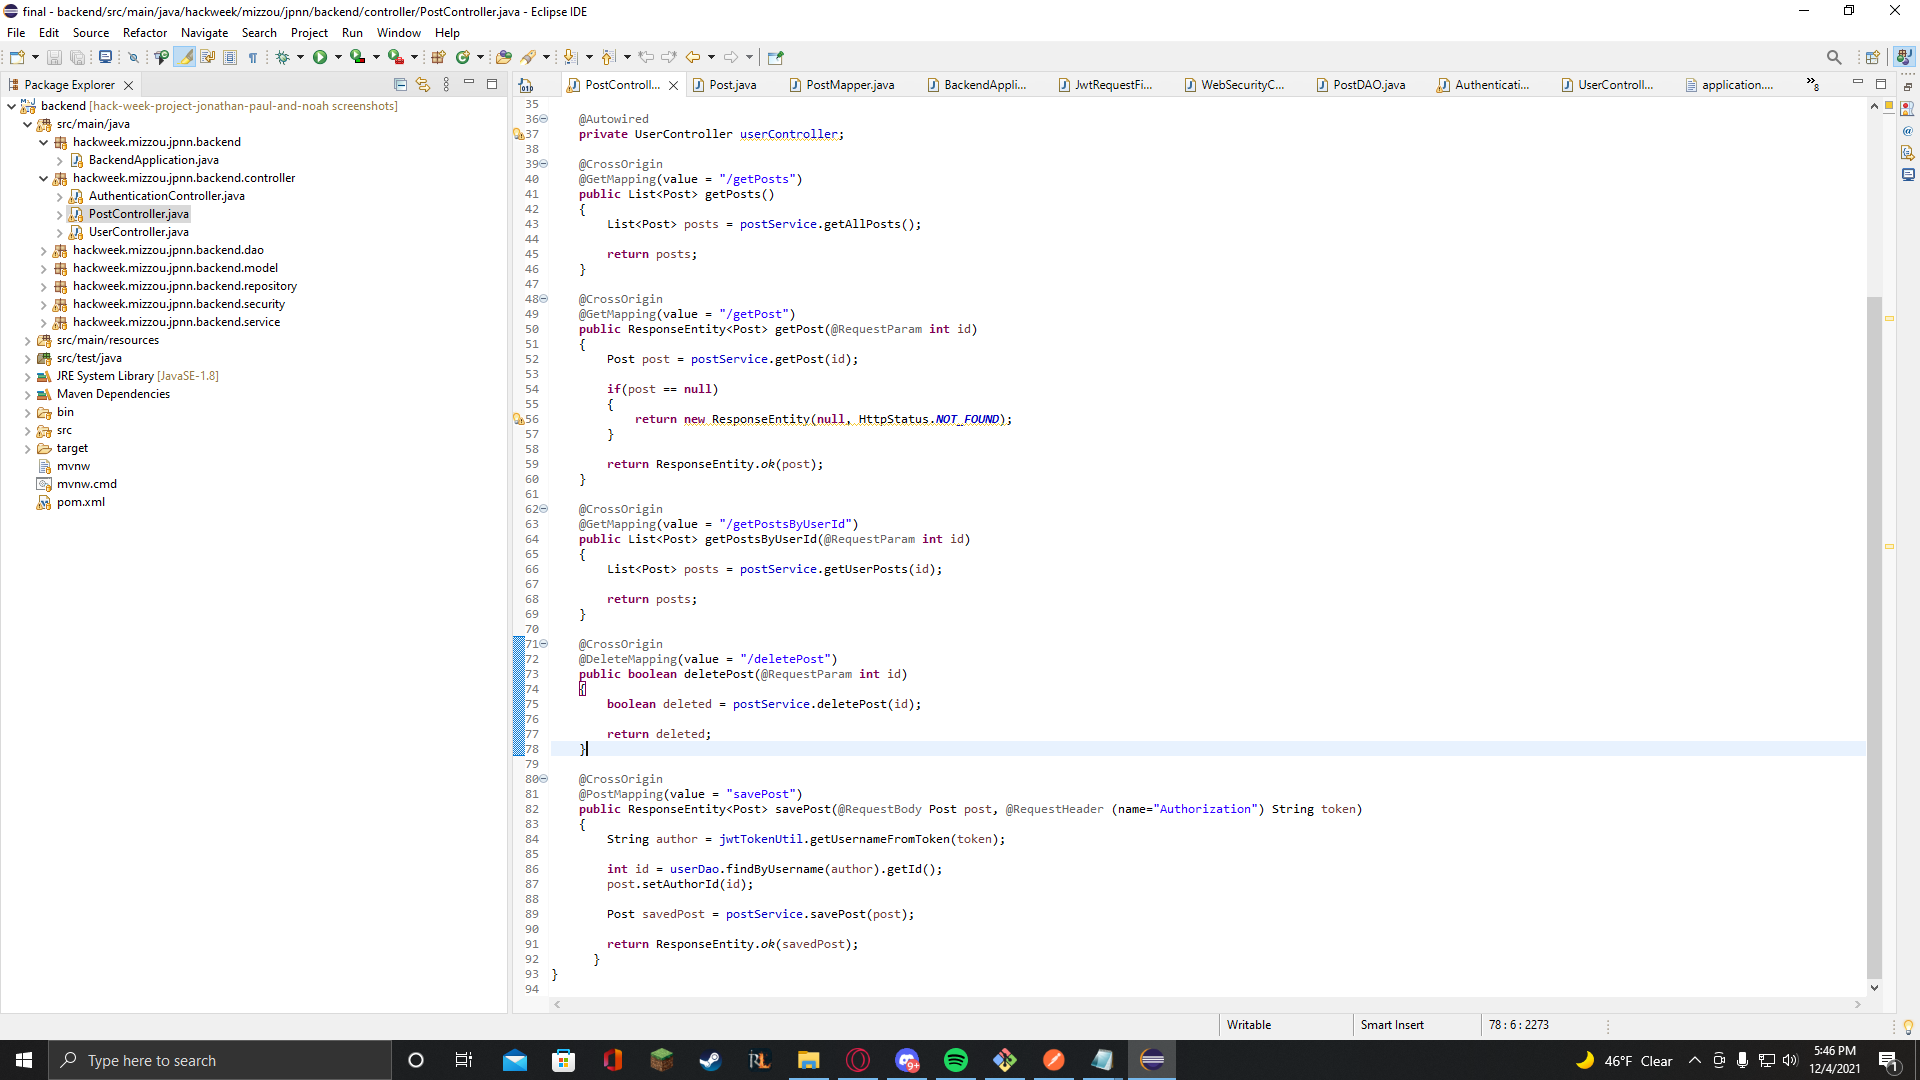 final - backend/src/main/java/hackweek/mizzou/jpnn/backend/controller/PostController.java - Eclipse IDE
File Edit Source Refactor Navigate Search Project Run Window Help
Package Explorer
backend [hack-week-project-jonathan-paul-and-noah screenshots]
src/main/java
hackweek.mizzou.jpnn.backend
BackendApplication.java
hackweek.mizzou.jpnn.backend.controller
AuthenticationController.java
PostController.java
UserController.java
hackweek.mizzou.jpnn.backend.dao
hackweek.mizzou.jpnn.backend.model
hackweek.mizzou.jpnn.backend.repository
hackweek.mizzou.jpnn.backend.security
hackweek.mizzou.jpnn.backend.service
src/main/resources
src/test/java
JRE System Library [JavaSE-1.8]
Maven Dependencies
bin
src
target
mvnw
mvnw.cmd
pom.xml
PostControll... Post.java PostMapper.java BackendAppli... JwtRequestFi... WebSecurityC... PostDAO.java Authenticati... UserControll... application.... »8
35
36 @Autowired
37 private UserController userController;
38
39 @CrossOrigin
40 @GetMapping(value = "/getPosts")
41 public List<Post> getPosts()
42 {
43 List<Post> posts = postService.getAllPosts();
44
45 return posts;
46 }
47
48 @CrossOrigin
49 @GetMapping(value = "/getPost")
50 public ResponseEntity<Post> getPost(@RequestParam int id)
51 {
52 Post post = postService.getPost(id);
53
54 if(post == null)
55 {
56 return new ResponseEntity(null, HttpStatus.NOT_FOUND);
57 }
58
59 return ResponseEntity.ok(post);
60 }
61
62 @CrossOrigin
63 @GetMapping(value = "/getPostsByUserId")
64 public List<Post> getPostsByUserId(@RequestParam int id)
65 {
66 List<Post> posts = postService.getUserPosts(id);
67
68 return posts;
69 }
70
71 @CrossOrigin
72 @DeleteMapping(value = "/deletePost")
73 public boolean deletePost(@RequestParam int id)
74 {
75 boolean deleted = postService.deletePost(id);
76
77 return deleted;
78 }
79
80 @CrossOrigin
81 @PostMapping(value = "savePost")
82 public ResponseEntity<Post> savePost(@RequestBody Post post, @RequestHeader (name="Authorization") String token)
83 {
84 String author = jwtTokenUtil.getUsernameFromToken(token);
85
86 int id = userDao.findByUsername(author).getId();
87 post.setAuthorId(id);
88
89 Post savedPost = postService.savePost(post);
90
91 return ResponseEntity.ok(savedPost);
92 }
93 }
94
Writable Smart Insert 78 : 6 : 2273
Type here to search
9+
46°F Clear
5:46 PM
12/4/2021
1